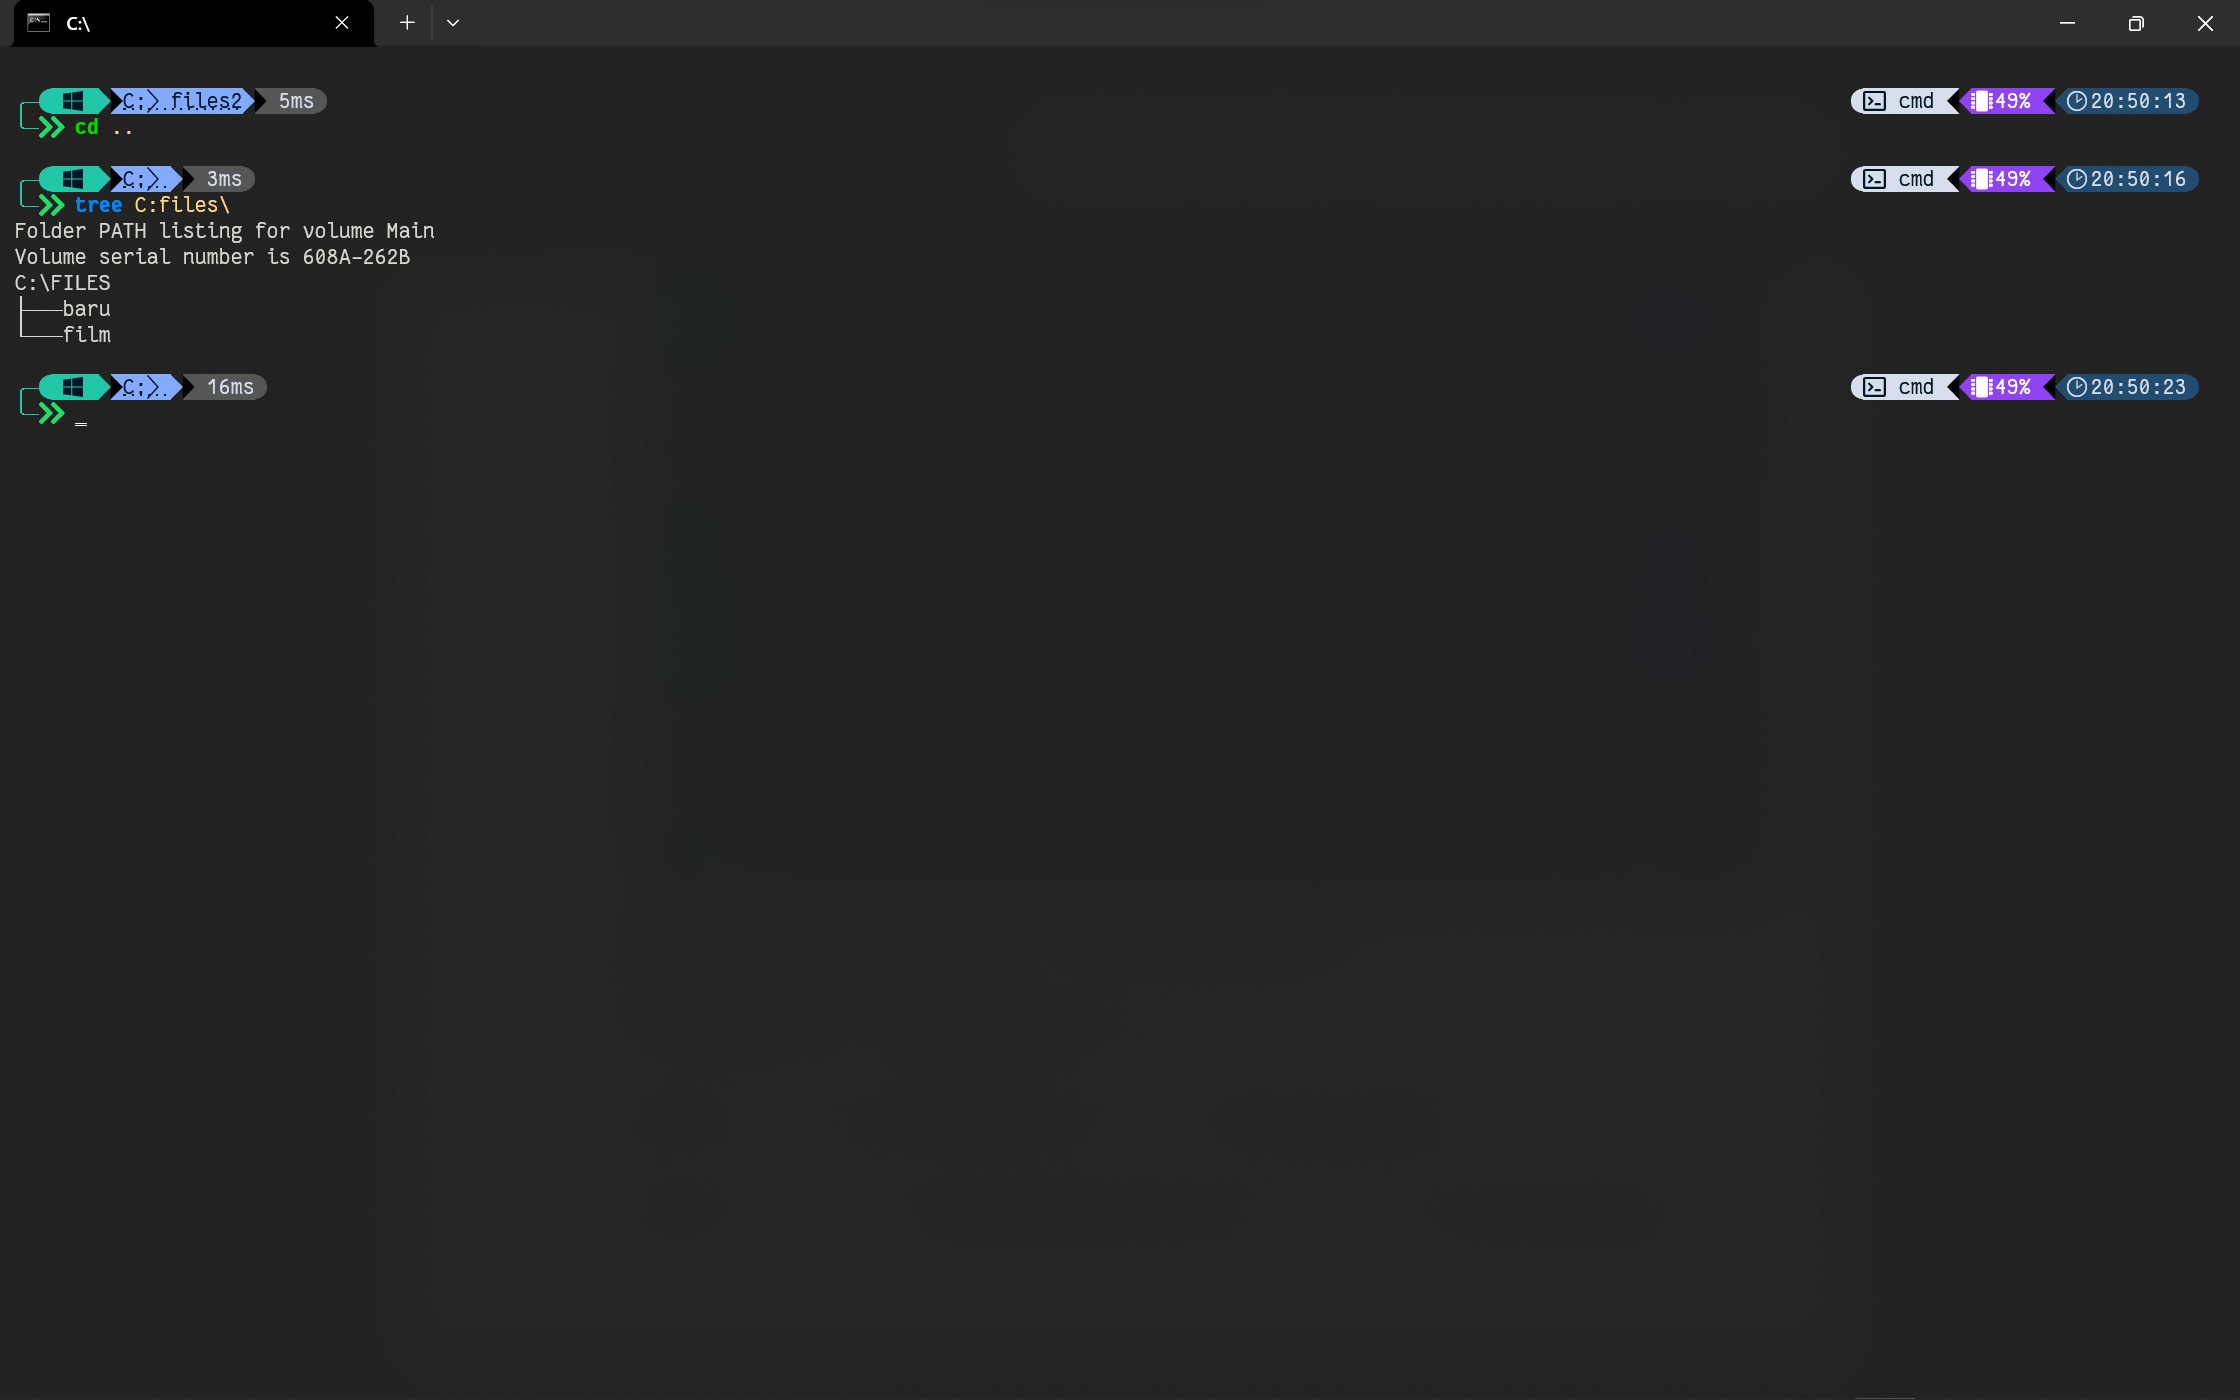 C:\
C: files2 5ms cmd 49% 20:50:13
cd ..
C: 3ms cmd 49% 20:50:16
tree C:files\
Folder PATH listing for volume Main
Volume serial number is 608A-262B
C:\FILES
├───baru
└───film
C: 16ms cmd 49% 20:50:23